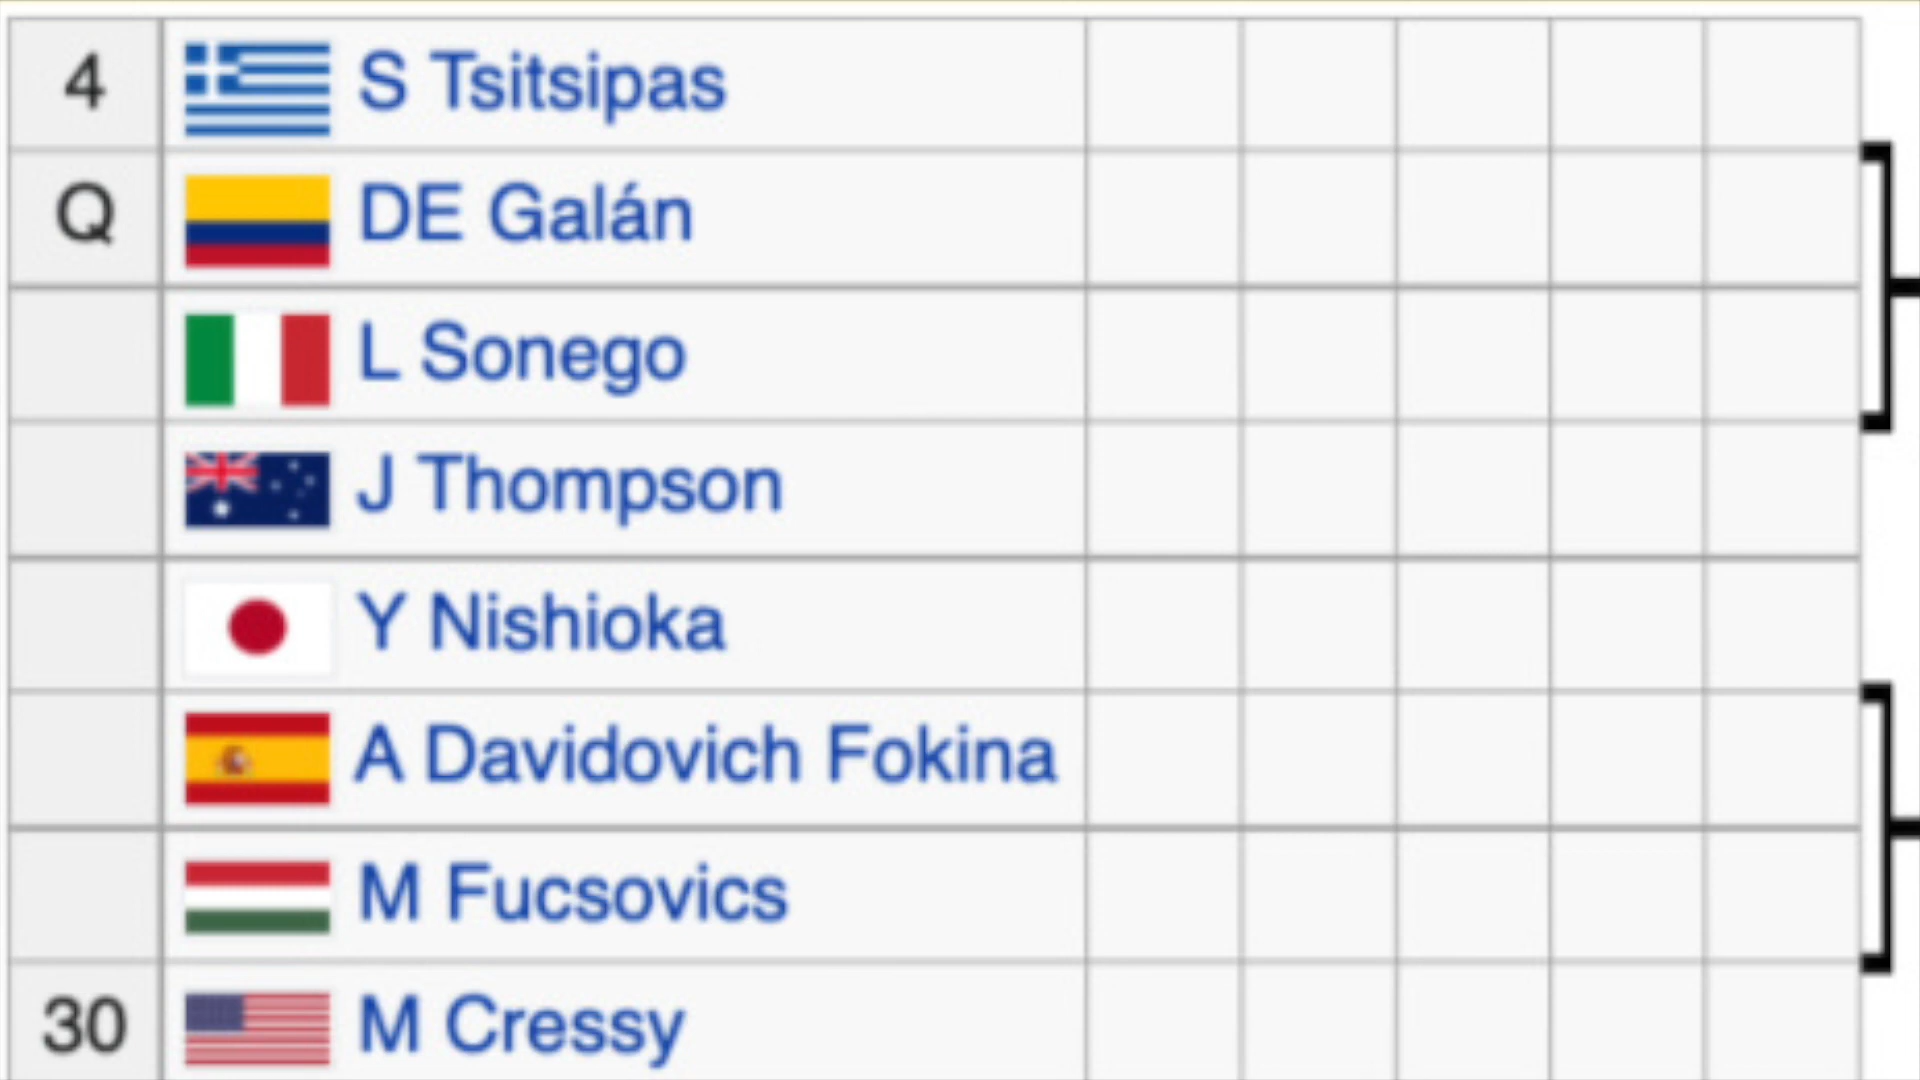 4 S Tsitsipas
Q DE Galán
L Sonego
J Thompson
Y Nishioka
A Davidovich Fokina
M Fucsovics
30 M Cressy